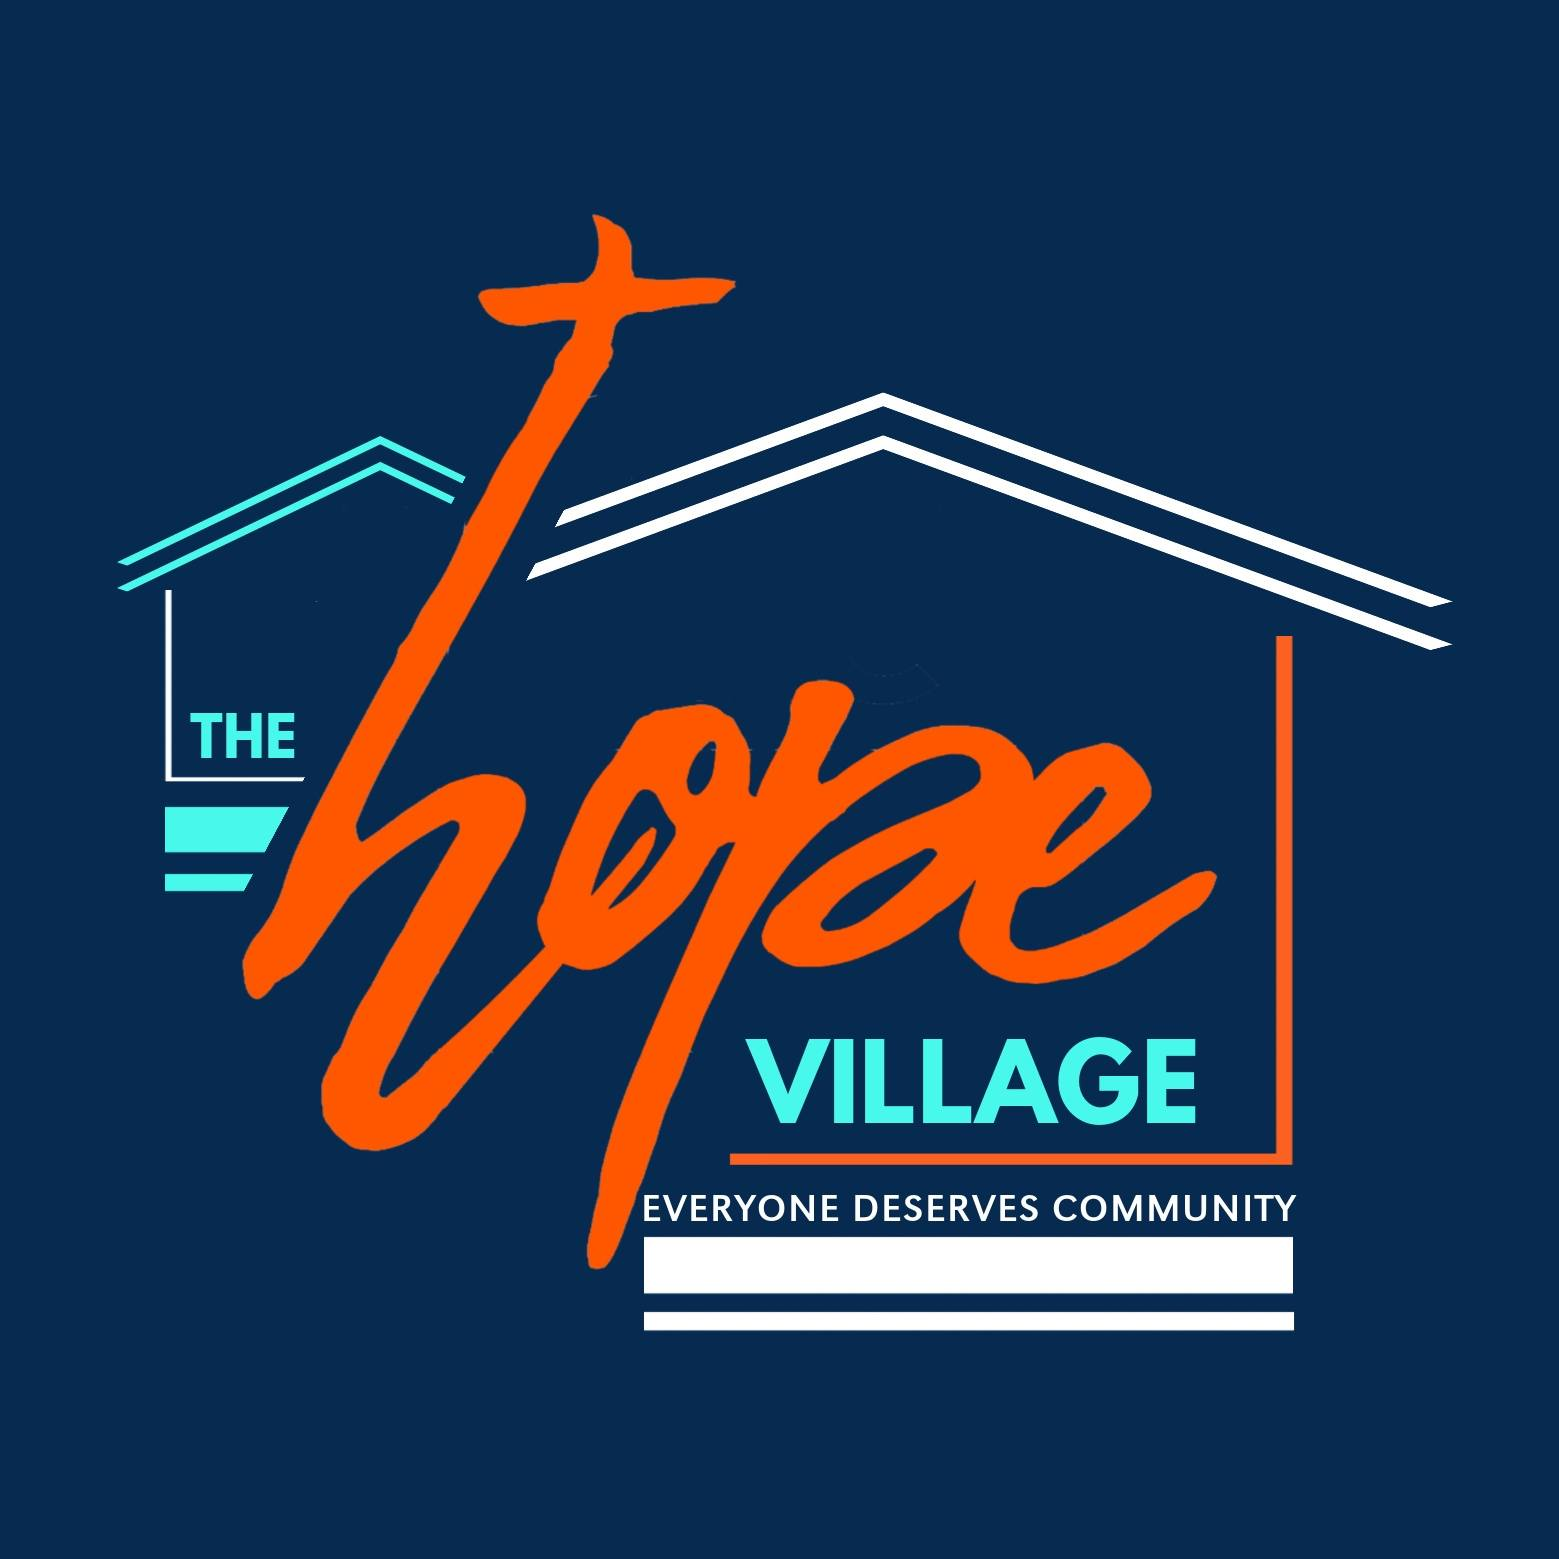 THE
hope
VILLAGE
EVERYONE DESERVES COMMUNITY